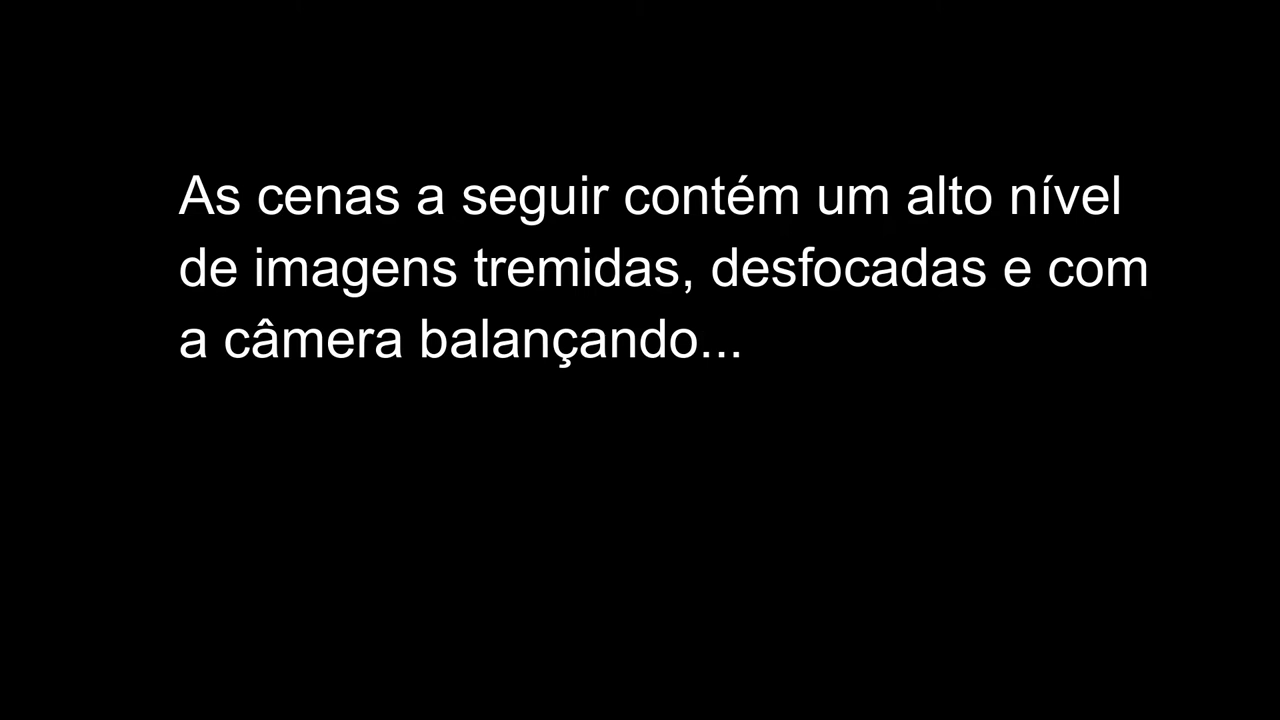 As cenas a seguir contém um alto nível
de imagens tremidas, desfocadas e com
a câmera balançando...